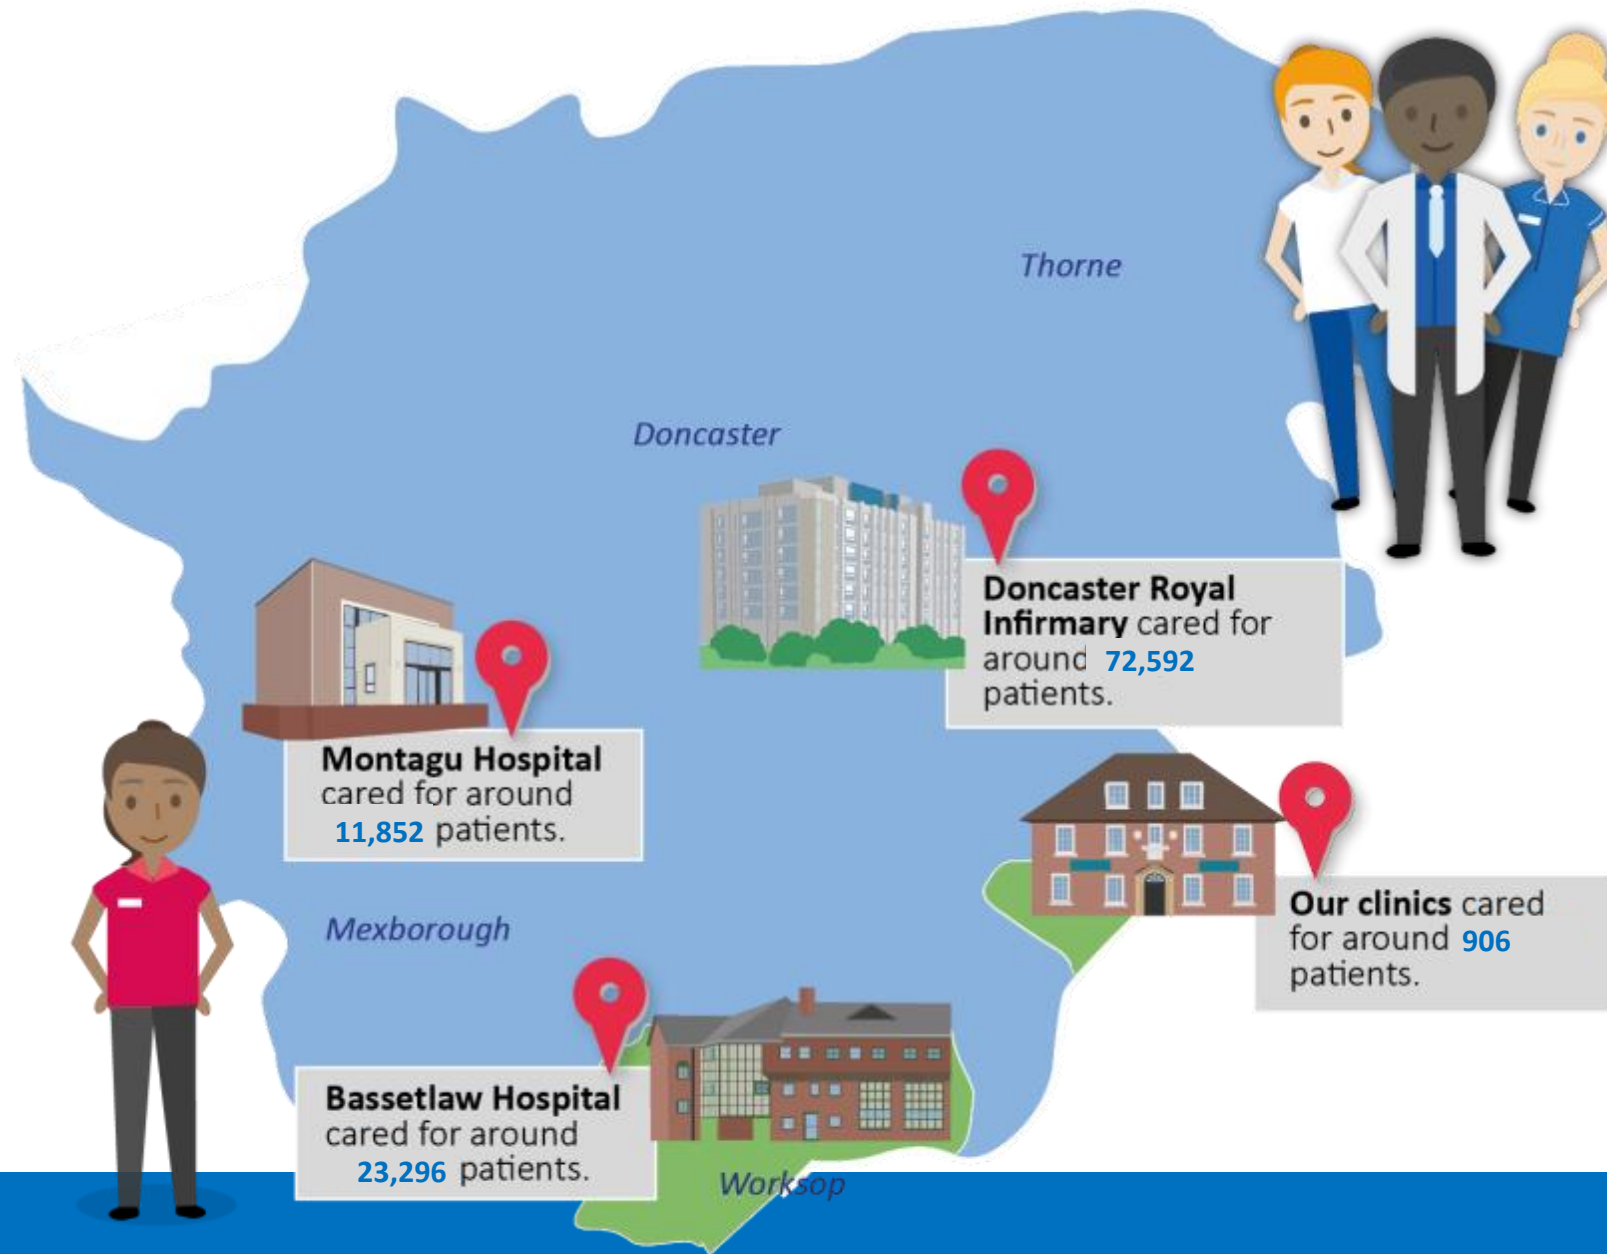 Thorne
Doncaster
Doncaster Royal
Infirmary cared for
around 72,592
patients.
Montagu Hospital
cared for around
11,852 patients.
Our clinics cared
for around 906
patients.
Mexborough
Bassetlaw Hospital
cared for around
23,296 patients.
Worksop